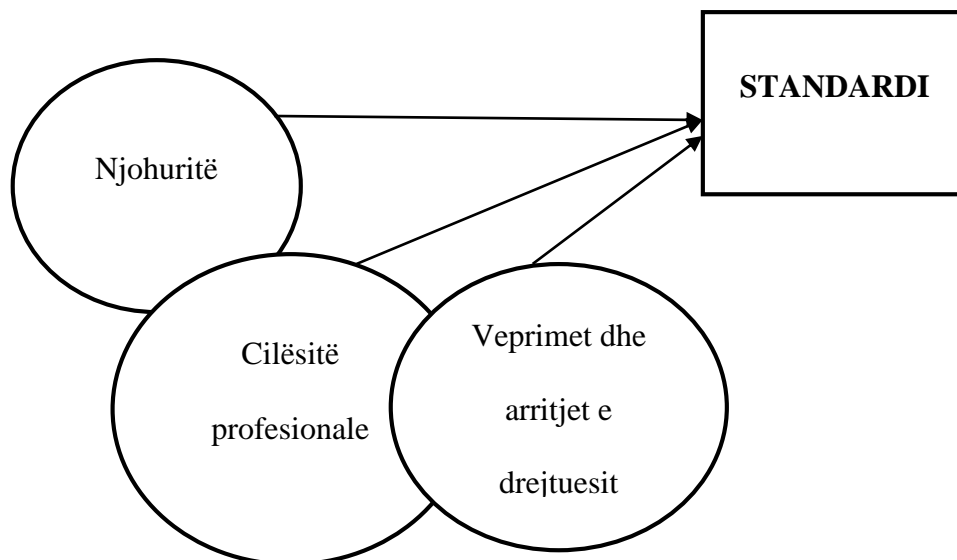 STANDARDI
Njohuritë
Cilësitë
profesionale
Veprimet dhe
arritjet e
drejtuesit